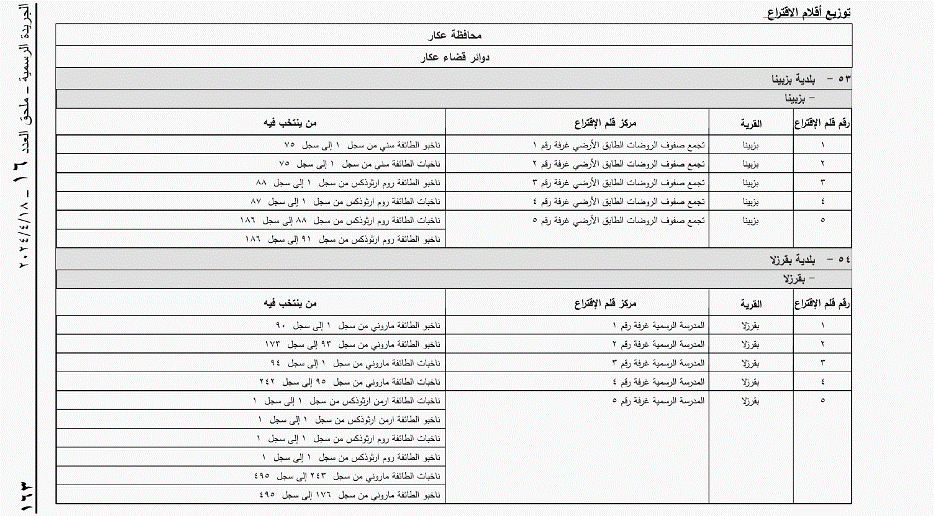 توزيع أقلام الاقتراع
محافظة عكار
دوائر قضاء عكار
٥٣ - بلدية بزبينا
- بزبينا
رقم قلم الإقتراع القرية مركز قلم الإقتراع من ينتخب فيه
١ بزبينا تجمع صفوف الروضات الطابق الأرضي غرفة رقم ١ ناخبو الطائفة سني من سجل ١ إلى سجل ٧٥
٢ بزبينا تجمع صفوف الروضات الطابق الأرضي غرفة رقم ٢ ناخبات الطائفة سني من سجل ١ إلى سجل ٧٥
٣ بزبينا تجمع صفوف الروضات الطابق الأرضي غرفة رقم ٣ ناخبو الطائفة روم ارثوذكس من سجل ١ إلى سجل ٨٨
٤ بزبينا تجمع صفوف الروضات الطابق الأرضي غرفة رقم ٤ ناخبات الطائفة روم ارثوذكس من سجل ١ إلى سجل ٨٧
٥ بزبينا تجمع صفوف الروضات الطابق الأرضي غرفة رقم ٥ ناخبات الطائفة روم ارثوذكس من سجل ٨٨ إلى سجل ١٨٦
ناخبو الطائفة روم ارثوذكس من سجل ٩١ إلى سجل ١٨٦
٥٤ - بلدية بقرزلا
- بقرزلا
رقم قلم الإقتراع القرية مركز قلم الإقتراع من ينتخب فيه
١ بقرزلا المدرسة الرسمية غرفة رقم ١ ناخبو الطائفة ماروني من سجل ١ إلى سجل ٩٠
٢ بقرزلا المدرسة الرسمية غرفة رقم ٢ ناخبو الطائفة ماروني من سجل ٩٣ إلى سجل ١٧٣
٣ بقرزلا المدرسة الرسمية غرفة رقم ٣ ناخبات الطائفة ماروني من سجل ١ إلى سجل ٩٤
٤ بقرزلا المدرسة الرسمية غرفة رقم ٤ ناخبات الطائفة ماروني من سجل ٩٥ إلى سجل ٢٤٢
٥ بقرزلا المدرسة الرسمية غرفة رقم ٥ ناخبات الطائفة ارمن ارثوذكس من سجل ١ إلى سجل ١
ناخبو الطائفة ارمن ارثوذكس من سجل ١ إلى سجل ١
ناخبات الطائفة روم ارثوذكس من سجل ١ إلى سجل ١
ناخبو الطائفة روم ارثوذكس من سجل ١ إلى سجل ١
ناخبات الطائفة ماروني من سجل ٢٤٣ إلى سجل ٤٩٥
ناخبو الطائفة ماروني من سجل ١٧٦ إلى سجل ٤٩٥
الجريدة الرسمية - ملحق العدد ١٦ - ٢٠٢٤/٤/١٨
١٦٣